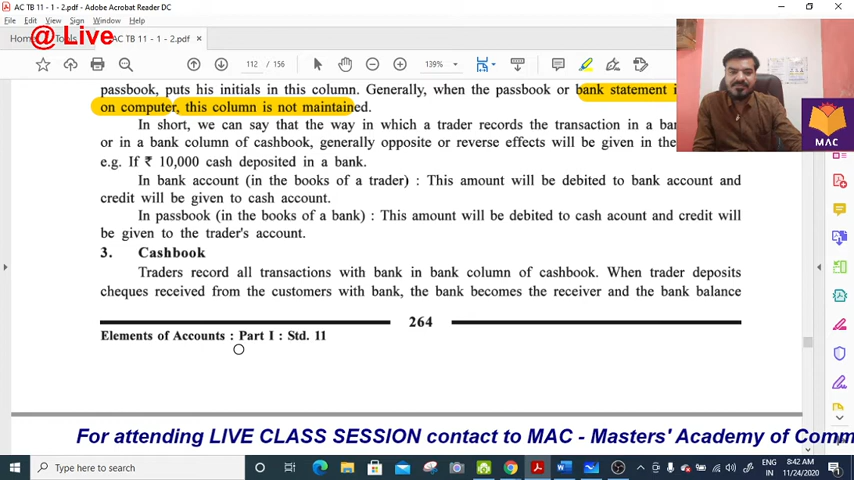 AC TB 11 - 1 - 2.pdf - Adobe Acrobat Reader DC
File Edit View Sign Window Help
@ Live
Home Tools AC TB 11 - 1 - 2.pdf ×
112 / 156 139%
passbook, puts his initials in this column. Generally, when the passbook or bank statement i
on computer, this column is not maintained.
In short, we can say that the way in which a trader records the transaction in a ban
or in a bank column of cashbook, generally opposite or reverse effects will be given in the
e.g. If ₹ 10,000 cash deposited in a bank.
In bank account (in the books of a trader) : This amount will be debited to bank account and
credit will be given to cash account.
In passbook (in the books of a bank) : This amount will be debited to cash acount and credit will
be given to the trader's account.
3. Cashbook
Traders record all transactions with bank in bank column of cashbook. When trader deposits
cheques received from the customers with bank, the bank becomes the receiver and the bank balance
264
Elements of Accounts : Part I : Std. 11
MAC
For attending LIVE CLASS SESSION contact to MAC - Masters' Academy of Comm
Type here to search
ENG
IN
8:42 AM
11/24/2020